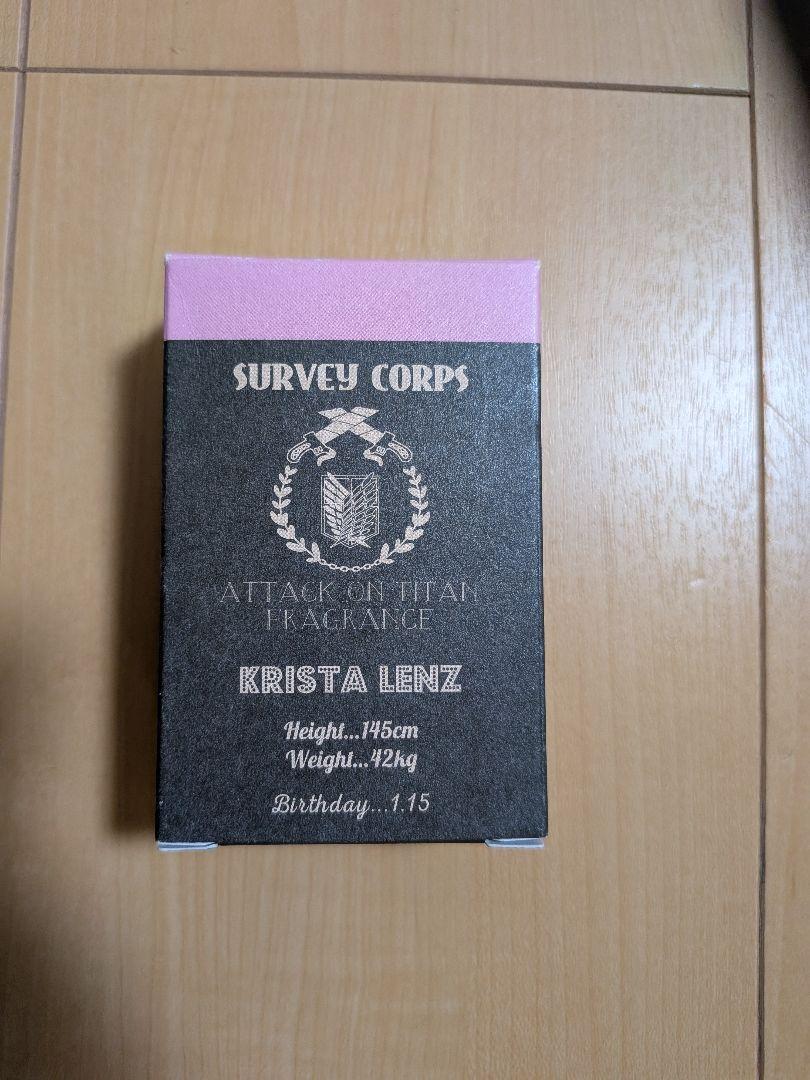 SURVEY CORPS
ATTACK ON TITAN
FRAGRANCE
KRISTA LENZ
Height...145cm
Weight...42kg
Birthday...1.15